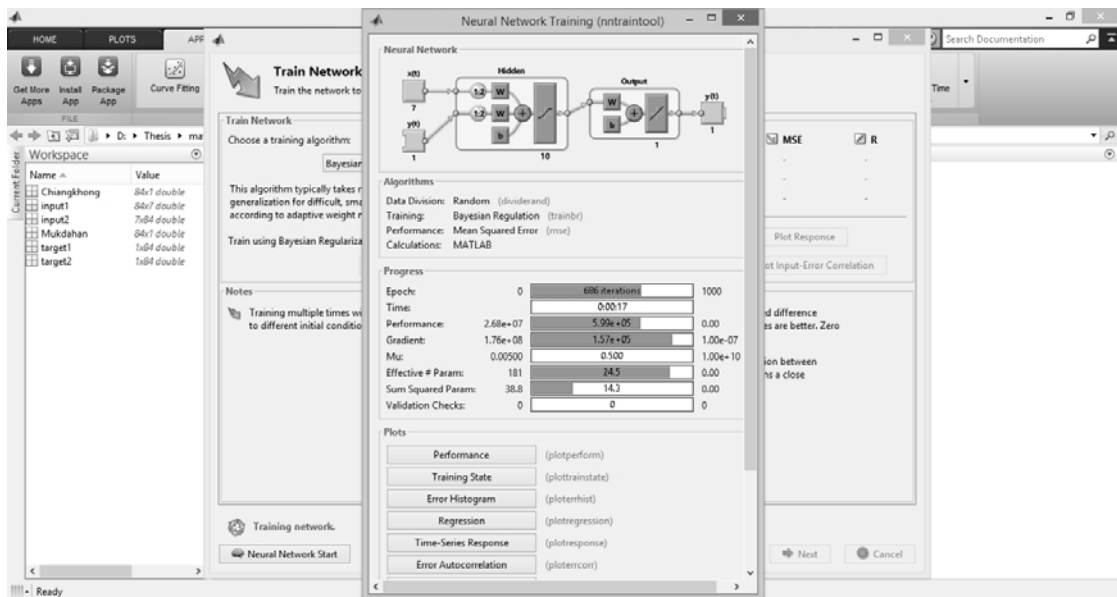 Neural Network Training (nntraintool)
HOME PLOTS APP
Search Documentation
Get More Apps
Install App
Package App
Curve Fitting
Time
FILE
D: Thesis ma
Current Folder
Workspace
Name Value
Chiangkhong 84x1 double
input1 84x7 double
input2 7x84 double
Mukdahan 84x1 double
target1 1x84 double
target2 1x84 double
Train Network
Train the network to
Train Network
Choose a training algorithm:
Bayesian
This algorithm typically takes
generalization for difficult, sma
according to adaptive weight
Train using Bayesian Regulariza
Notes
Training multiple times w
to different initial conditio
Training network.
Neural Network Start
Neural Network
x(t)
7
y(t)
1
Hidden
1:2 W
1:2 W
b
10
Output
W
b
1
y(t)
1
Algorithms
Data Division: Random (dividerand)
Training: Bayesian Regulation (trainbr)
Performance: Mean Squared Error (mse)
Calculations: MATLAB
Progress
Epoch: 0 686 iterations 1000
Time: 0:00:17
Performance: 2.68e+07 5.99e+05 0.00
Gradient: 1.76e+08 1.57e+05 1.00e-07
Mu: 0.00500 0.500 1.00e+10
Effective # Param: 181 24.5 0.00
Sum Squared Param: 38.8 14.3 0.00
Validation Checks: 0 0 0
Plots
Performance (plotperform)
Training State (plottrainstate)
Error Histogram (ploterrhist)
Regression (plotregression)
Time-Series Response (plotresponse)
Error Autocorrelation (ploterrcorr)
MSE R
- -
- -
- -
Plot Response
ot Input-Error Correlation
d difference
es are better. Zero
ion between
ns a close
Next Cancel
Ready